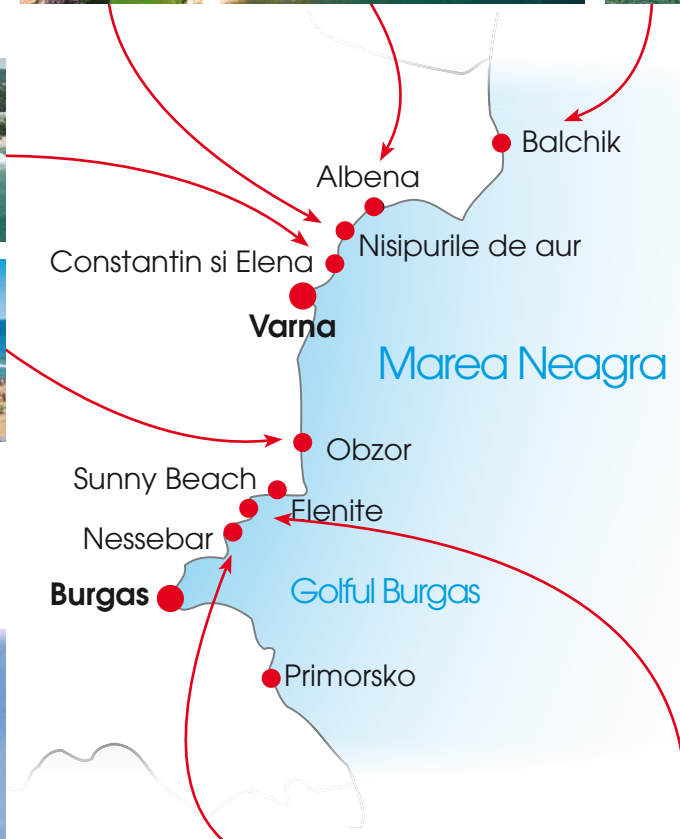 Balchik
Albena
Nisipurile de aur
Constantin si Elena
Varna
Marea Neagra
Obzor
Sunny Beach
Elenite
Nessebar
Burgas
Golful Burgas
Primorsko